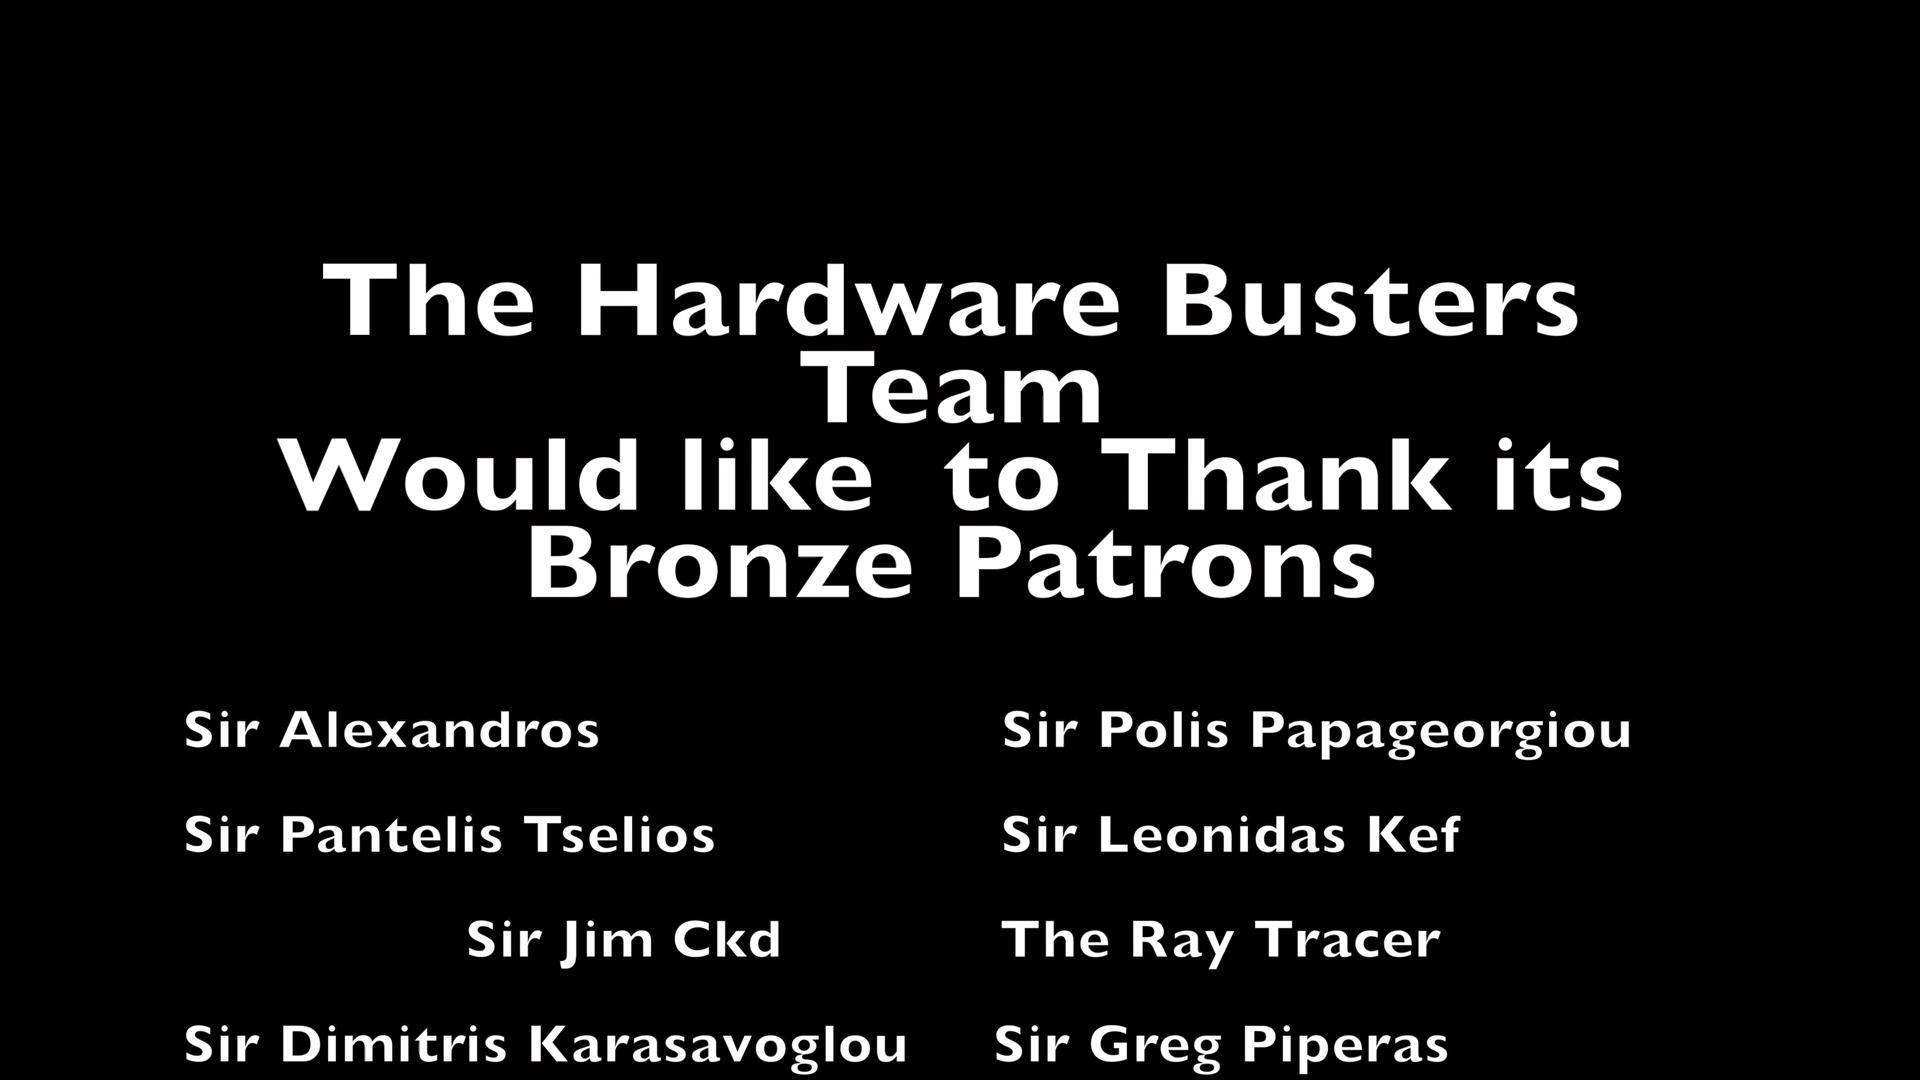 The Hardware Busters
Team
Would like  to Thank its
Bronze Patrons
Sir Alexandros Sir Polis Papageorgiou
Sir Pantelis Tselios Sir Leonidas Kef
Sir Jim Ckd The Ray Tracer
Sir Dimitris Karasavoglou Sir Greg Piperas